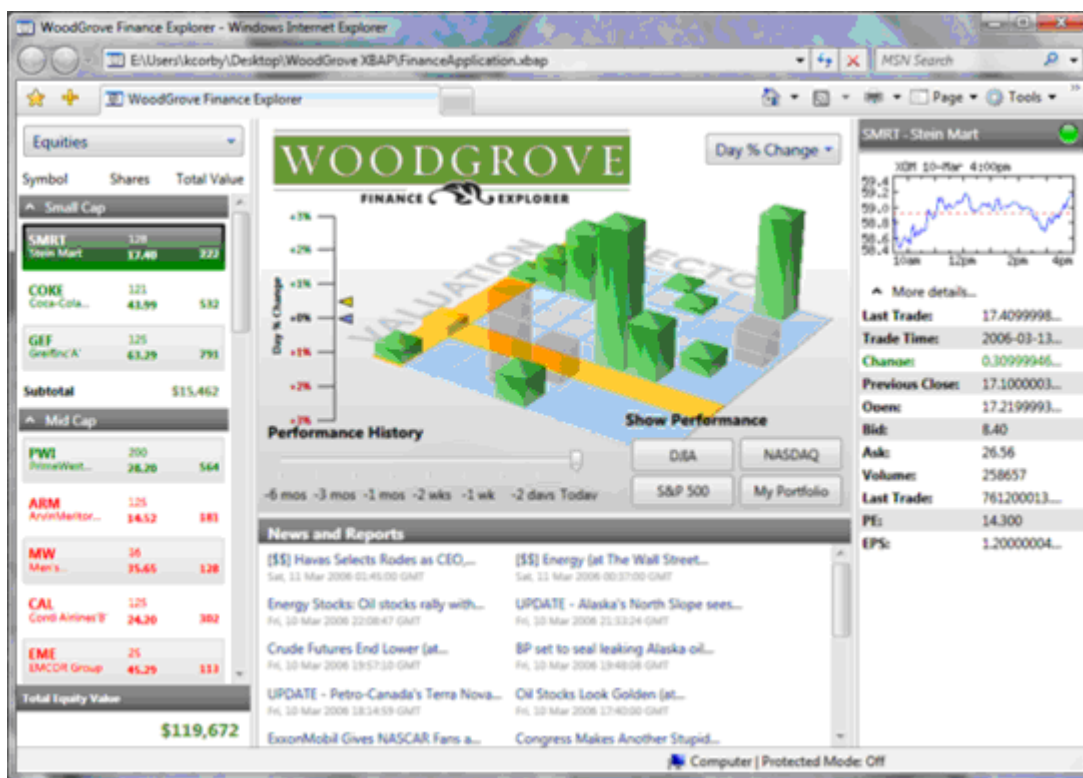 WoodGrove Finance Explorer - Windows Internet Explorer
E:\Users\kcorby\Desktop\WoodGrove XBAP\FinanceApplication.xbap
MSN Search
WoodGrove Finance Explorer
Page
Tools
Equities
Symbol Shares Total Value
Small Cap
SMRT 128
Stein Mart 17.40 222
COKE 121
Coca-Cola... 43.99 532
GEF 125
GreifInc'A' 63.29 791
Subtotal $15,462
Mid Cap
PWI 200
PrimeWest... 28.20 564
ARM 125
ArvinMeritor... 14.52 181
MW 36
Men's... 35.65 128
CAL 125
Contl Airlines'B' 24.20 302
EME 25
EMCOR Group 45.29 113
Total Equity Value
$119,672
WOODGROVE
FINANCE EXPLORER
Day % Change
VALUATION
SECTOR
Day % Change
+3%
+2%
+1%
+0%
+1%
+2%
+3%
Performance History
-6 mos -3 mos -1 mos -2 wks -1 wk -2 days Today
Show Performance
DJIA NASDAQ
S&P 500 My Portfolio
News and Reports
[$$] Havas Selects Rodes as CEO,...
Sat, 11 Mar 2006 01:45:00 GMT
[$$] Energy (at The Wall Street...
Sat, 11 Mar 2006 00:37:00 GMT
Energy Stocks: Oil stocks rally with...
Fri, 10 Mar 2006 22:08:47 GMT
UPDATE - Alaska's North Slope sees...
Fri, 10 Mar 2006 21:33:24 GMT
Crude Futures End Lower (at...
Fri, 10 Mar 2006 19:57:10 GMT
BP set to seal leaking Alaska oil...
Fri, 10 Mar 2006 19:48:08 GMT
UPDATE - Petro-Canada's Terra Nova...
Fri, 10 Mar 2006 18:14:59 GMT
Oil Stocks Look Golden (at...
Fri, 10 Mar 2006 17:40:00 GMT
ExxonMobil Gives NASCAR Fans a...
Congress Makes Another Stupid...
SMRT - Stein Mart
XOM 10-Mar 4:00pm
59.4
59.2
59.0
58.8
58.6
58.4
10am 12pm 2pm 4pm
More details...
Last Trade: 17.4099998...
Trade Time: 2006-03-13...
Change: 0.30999946...
Previous Close: 17.1000003...
Open: 17.2199993...
Bid: 8.40
Ask: 26.56
Volume: 258657
Last Trade: 761200013...
PE: 14.300
EPS: 1.20000004...
Computer | Protected Mode: Off